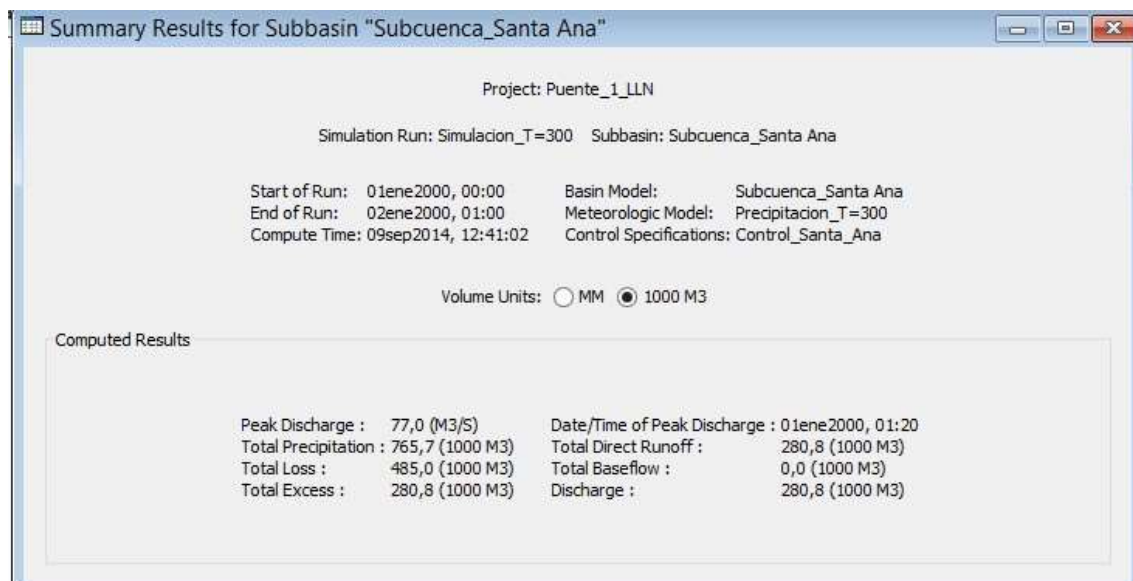 Summary Results for Subbasin "Subcuenca_Santa Ana"
Project: Puente_1_LLN
Simulation Run: Simulacion_T=300 Subbasin: Subcuenca_Santa Ana
Start of Run: 01ene2000, 00:00 Basin Model: Subcuenca_Santa Ana
End of Run: 02ene2000, 01:00 Meteorologic Model: Precipitacion_T=300
Compute Time: 09sep2014, 12:41:02 Control Specifications: Control_Santa_Ana
Volume Units: MM 1000 M3
Computed Results
Peak Discharge : 77,0 (M3/S) Date/Time of Peak Discharge : 01ene2000, 01:20
Total Precipitation : 765,7 (1000 M3) Total Direct Runoff : 280,8 (1000 M3)
Total Loss : 485,0 (1000 M3) Total Baseflow : 0,0 (1000 M3)
Total Excess : 280,8 (1000 M3) Discharge : 280,8 (1000 M3)